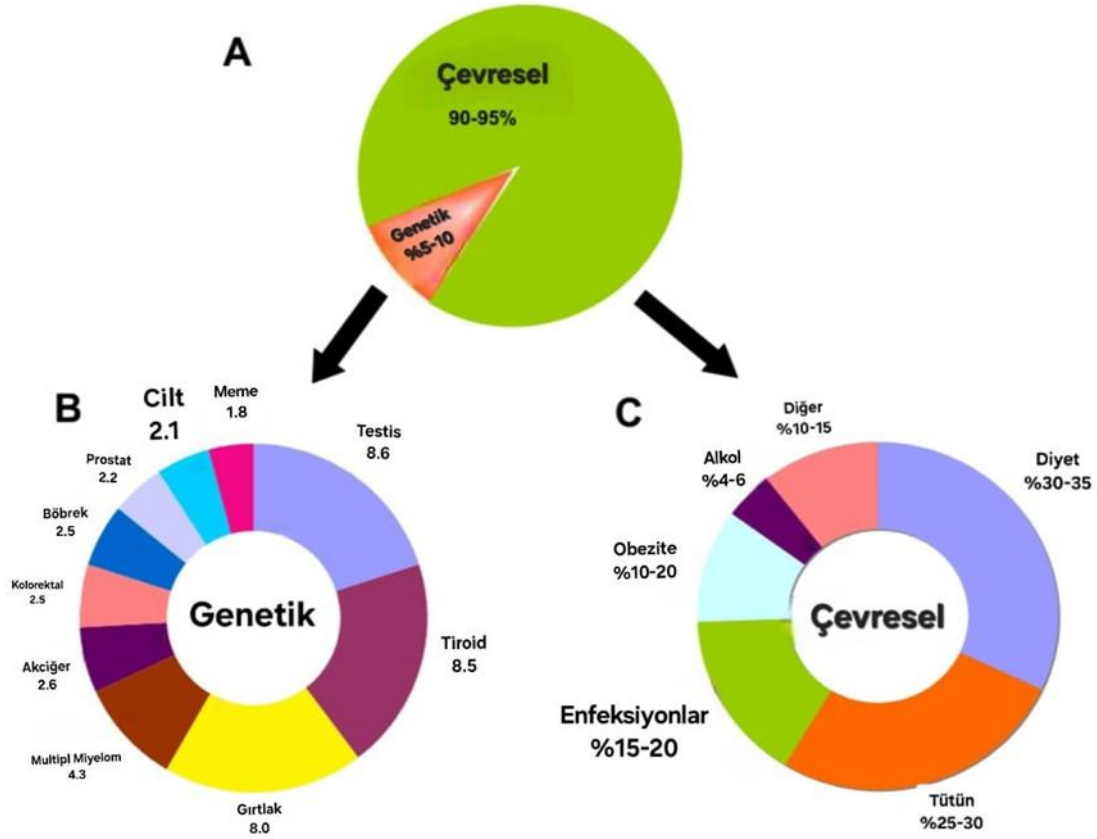 A
Çevresel
90-95%
Genetik
%5-10
B
Meme
1.8
Cilt
2.1
Testis
8.6
Prostat
2.2
Böbrek
2.5
Kolorektal
2.5
Genetik
Tiroid
8.5
Akciğer
2.6
Multipl Miyelom
4.3
Gırtlak
8.0
C
Diğer
%10-15
Alkol
%4-6
Diyet
%30-35
Obezite
%10-20
Çevresel
Enfeksiyonlar
%15-20
Tütün
%25-30